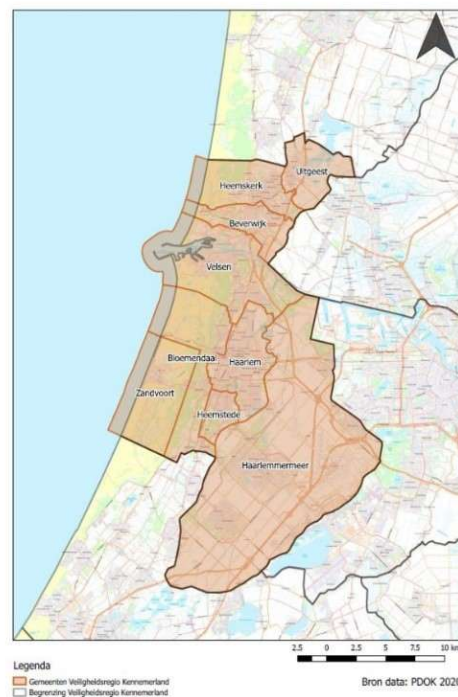 Uitgeest
Heemskerk
Beverwijk
Velsen
Bloemendaal
Haarlem
Zandvoort
Heemstede
Haarlemmermeer
2.5 0 2.5 5 7.5 10 km
Legenda
Gemeenten Veiligheidsregio Kennemerland
Begrenzing Veiligheidsregio Kennemerland
Bron data: PDOK 2020